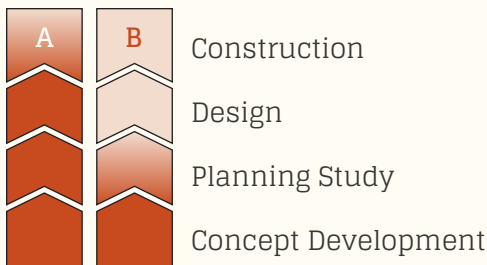 A B Construction
Design
Planning Study
Concept Development